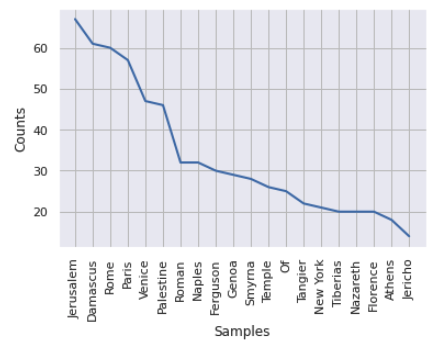 60
50
40
30
20
Counts
Jerusalem
Damascus
Rome
Paris
Venice
Palestine
Roman
Naples
Ferguson
Genoa
Smyrna
Temple
Of
Tangier
New York
Tiberias
Nazareth
Florence
Athens
Jericho
Samples